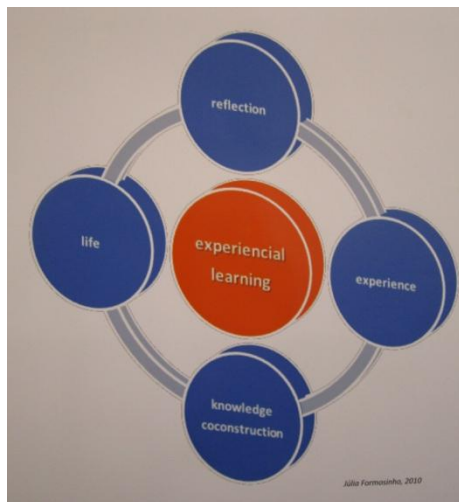 reflection
life
experiencial
learning
experience
knowledge
coconstruction
Júlia Formosinho, 2010